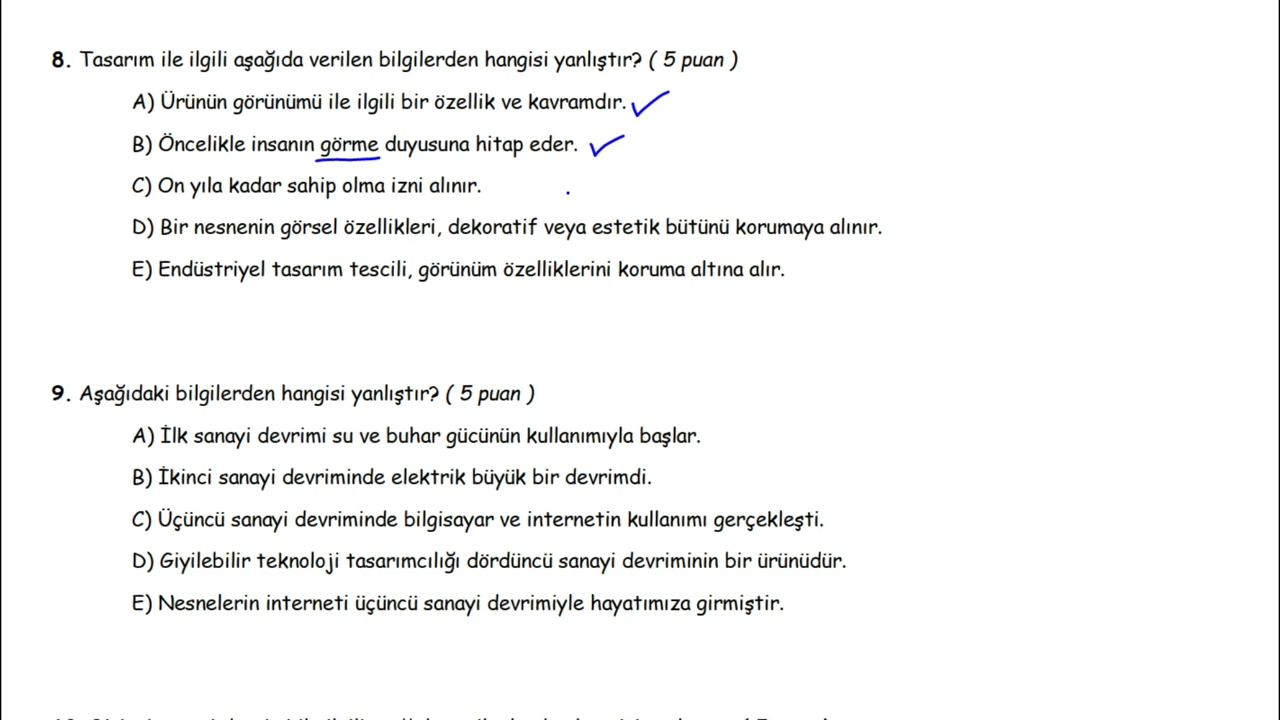 8. Tasarım ile ilgili aşağıda verilen bilgilerden hangisi yanlıştır? ( 5 puan )
A) Ürünün görünümü ile ilgili bir özellik ve kavramdır.
B) Öncelikle insanın görme duyusuna hitap eder.
C) On yıla kadar sahip olma izni alınır.
D) Bir nesnenin görsel özellikleri, dekoratif veya estetik bütünü korumaya alınır.
E) Endüstriyel tasarım tescili, görünüm özelliklerini koruma altına alır.
9. Aşağıdaki bilgilerden hangisi yanlıştır? ( 5 puan )
A) İlk sanayi devrimi su ve buhar gücünün kullanımıyla başlar.
B) İkinci sanayi devriminde elektrik büyük bir devrimdi.
C) Üçüncü sanayi devriminde bilgisayar ve internetin kullanımı gerçekleşti.
D) Giyilebilir teknoloji tasarımcılığı dördüncü sanayi devriminin bir ürünüdür.
E) Nesnelerin interneti üçüncü sanayi devrimiyle hayatımıza girmiştir.